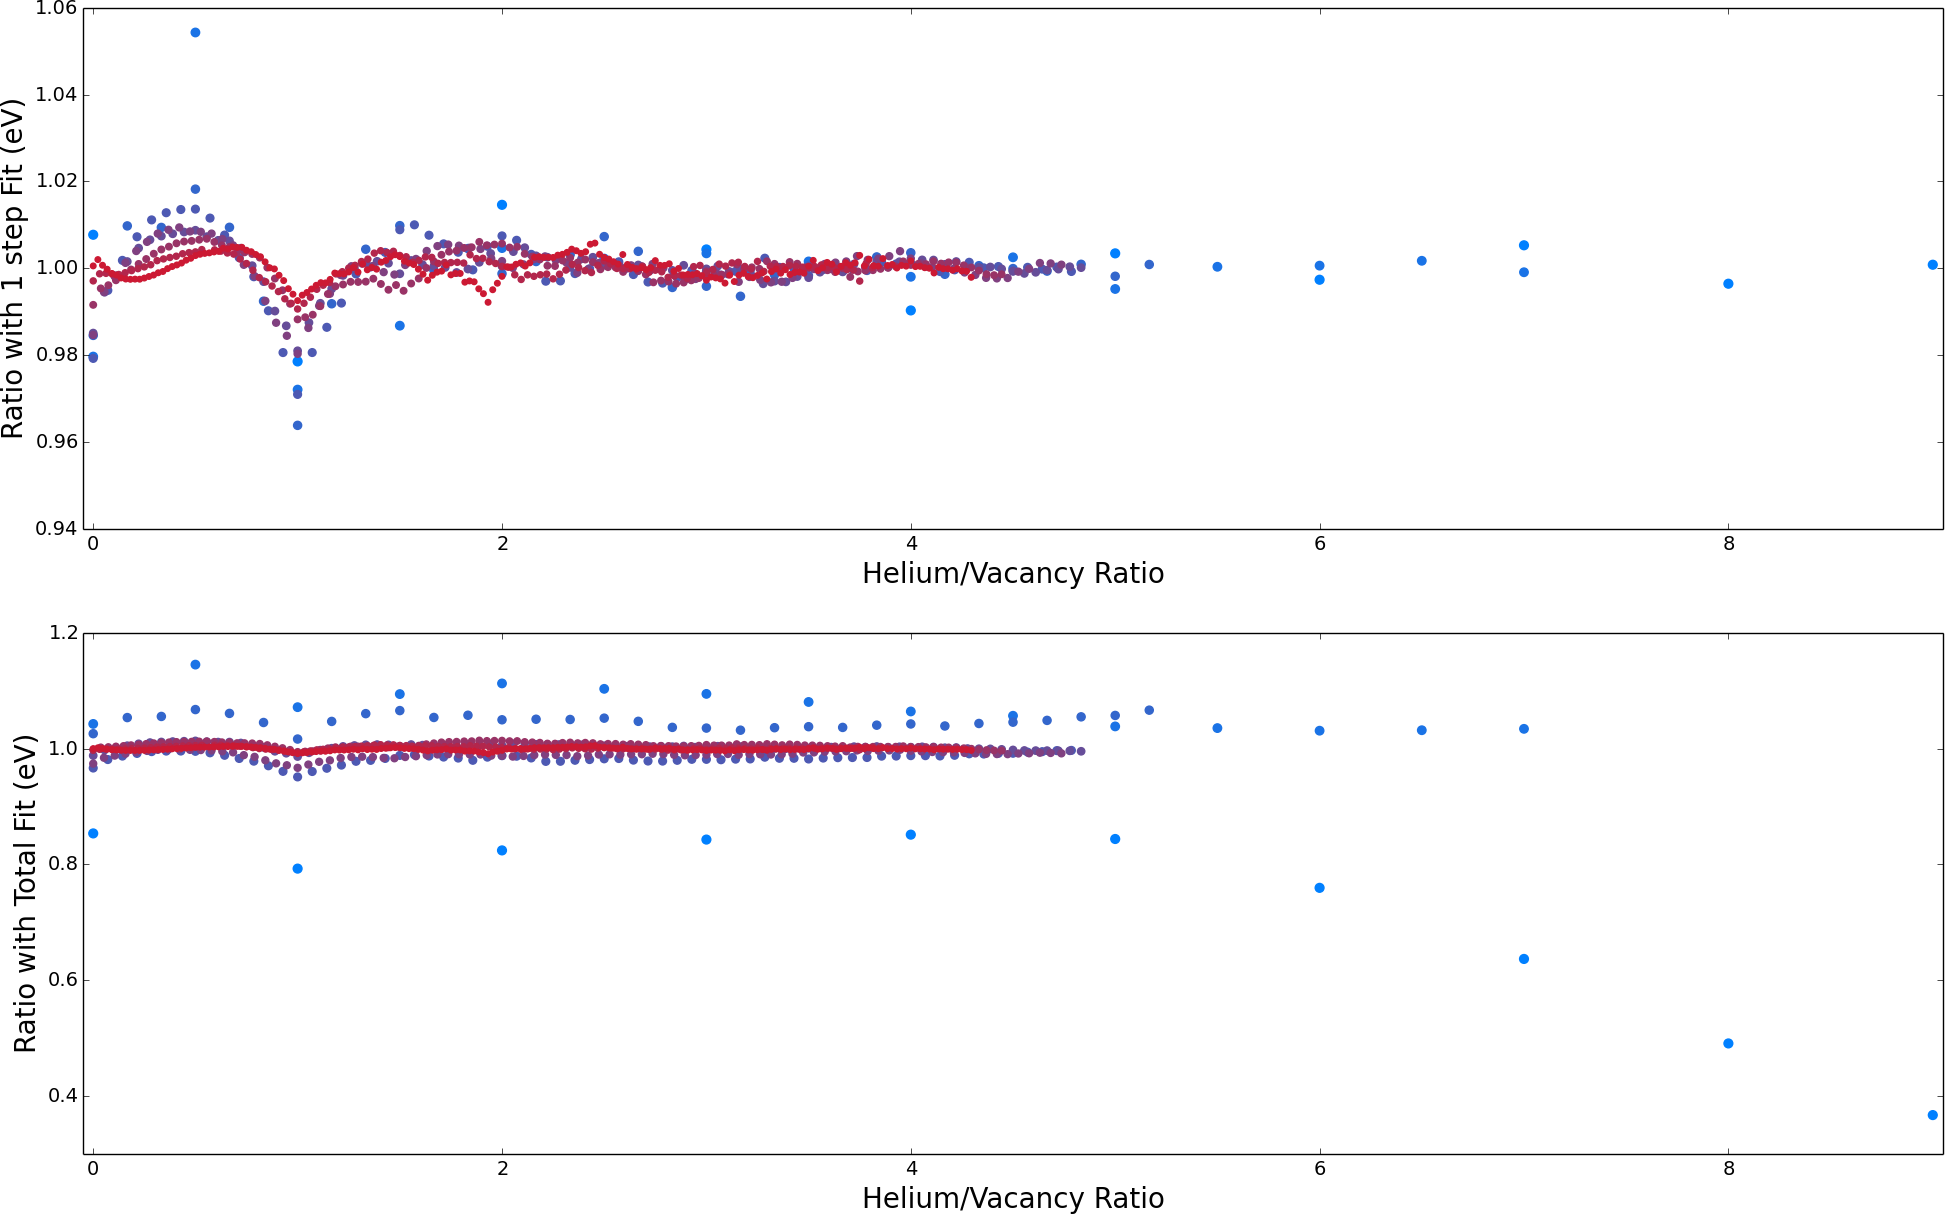 Ratio with 1 step Fit (eV)
1.06
1.04
1.02
1.00
0.98
0.96
0.94
0 2 4 6 8
Helium/Vacancy Ratio
Ratio with Total Fit (eV)
1.2
1.0
0.8
0.6
0.4
0 2 4 6 8
Helium/Vacancy Ratio